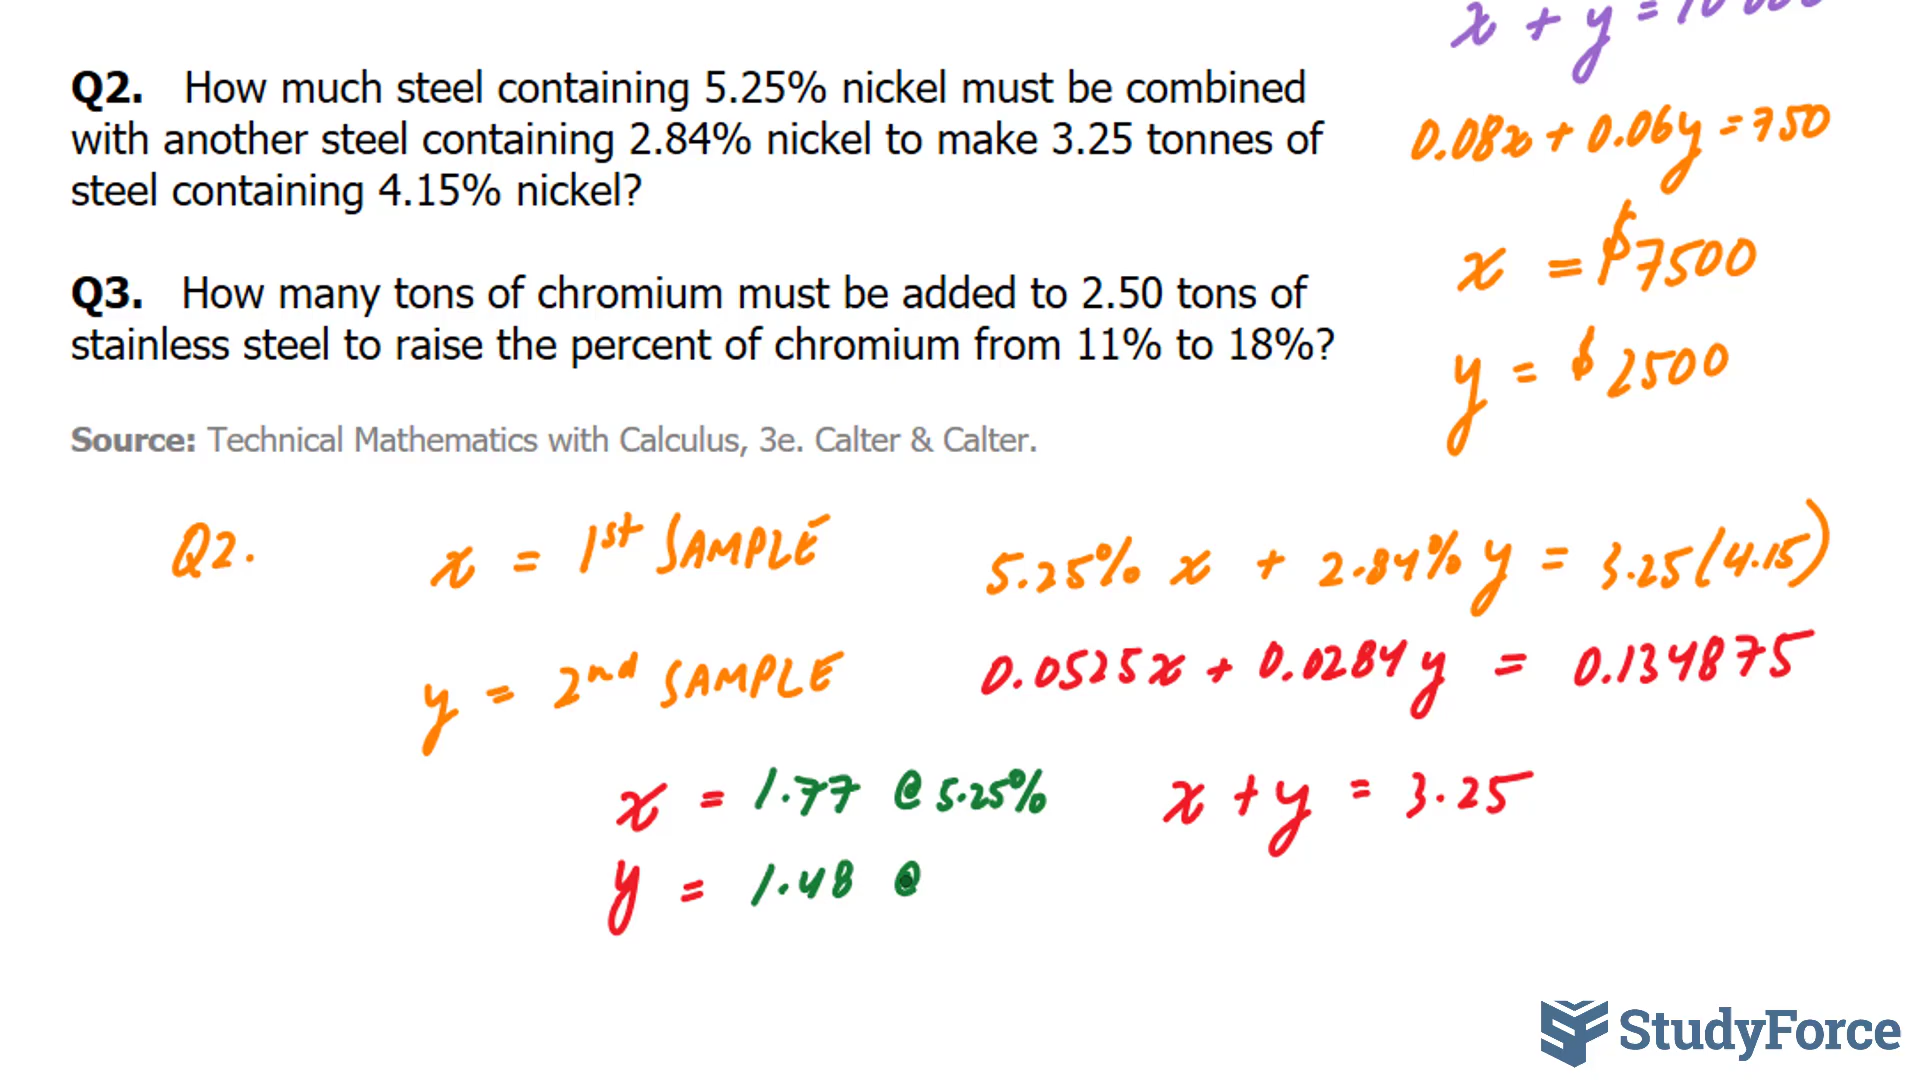 x + y = 10 000
Q2. How much steel containing 5.25% nickel must be combined
with another steel containing 2.84% nickel to make 3.25 tonnes of
steel containing 4.15% nickel?
0.08x + 0.06y = 750
x = $7500
Q3. How many tons of chromium must be added to 2.50 tons of
stainless steel to raise the percent of chromium from 11% to 18%?
y = $2500
Source: Technical Mathematics with Calculus, 3e. Calter & Calter.
Q2. x = 1st SAMPLE
5.25% x + 2.84% y = 3.25(4.15)
y = 2nd SAMPLE
0.0525x + 0.0284y = 0.134875
x = 1.77 @ 5.25%
x + y = 3.25
y = 1.48 @
StudyForce